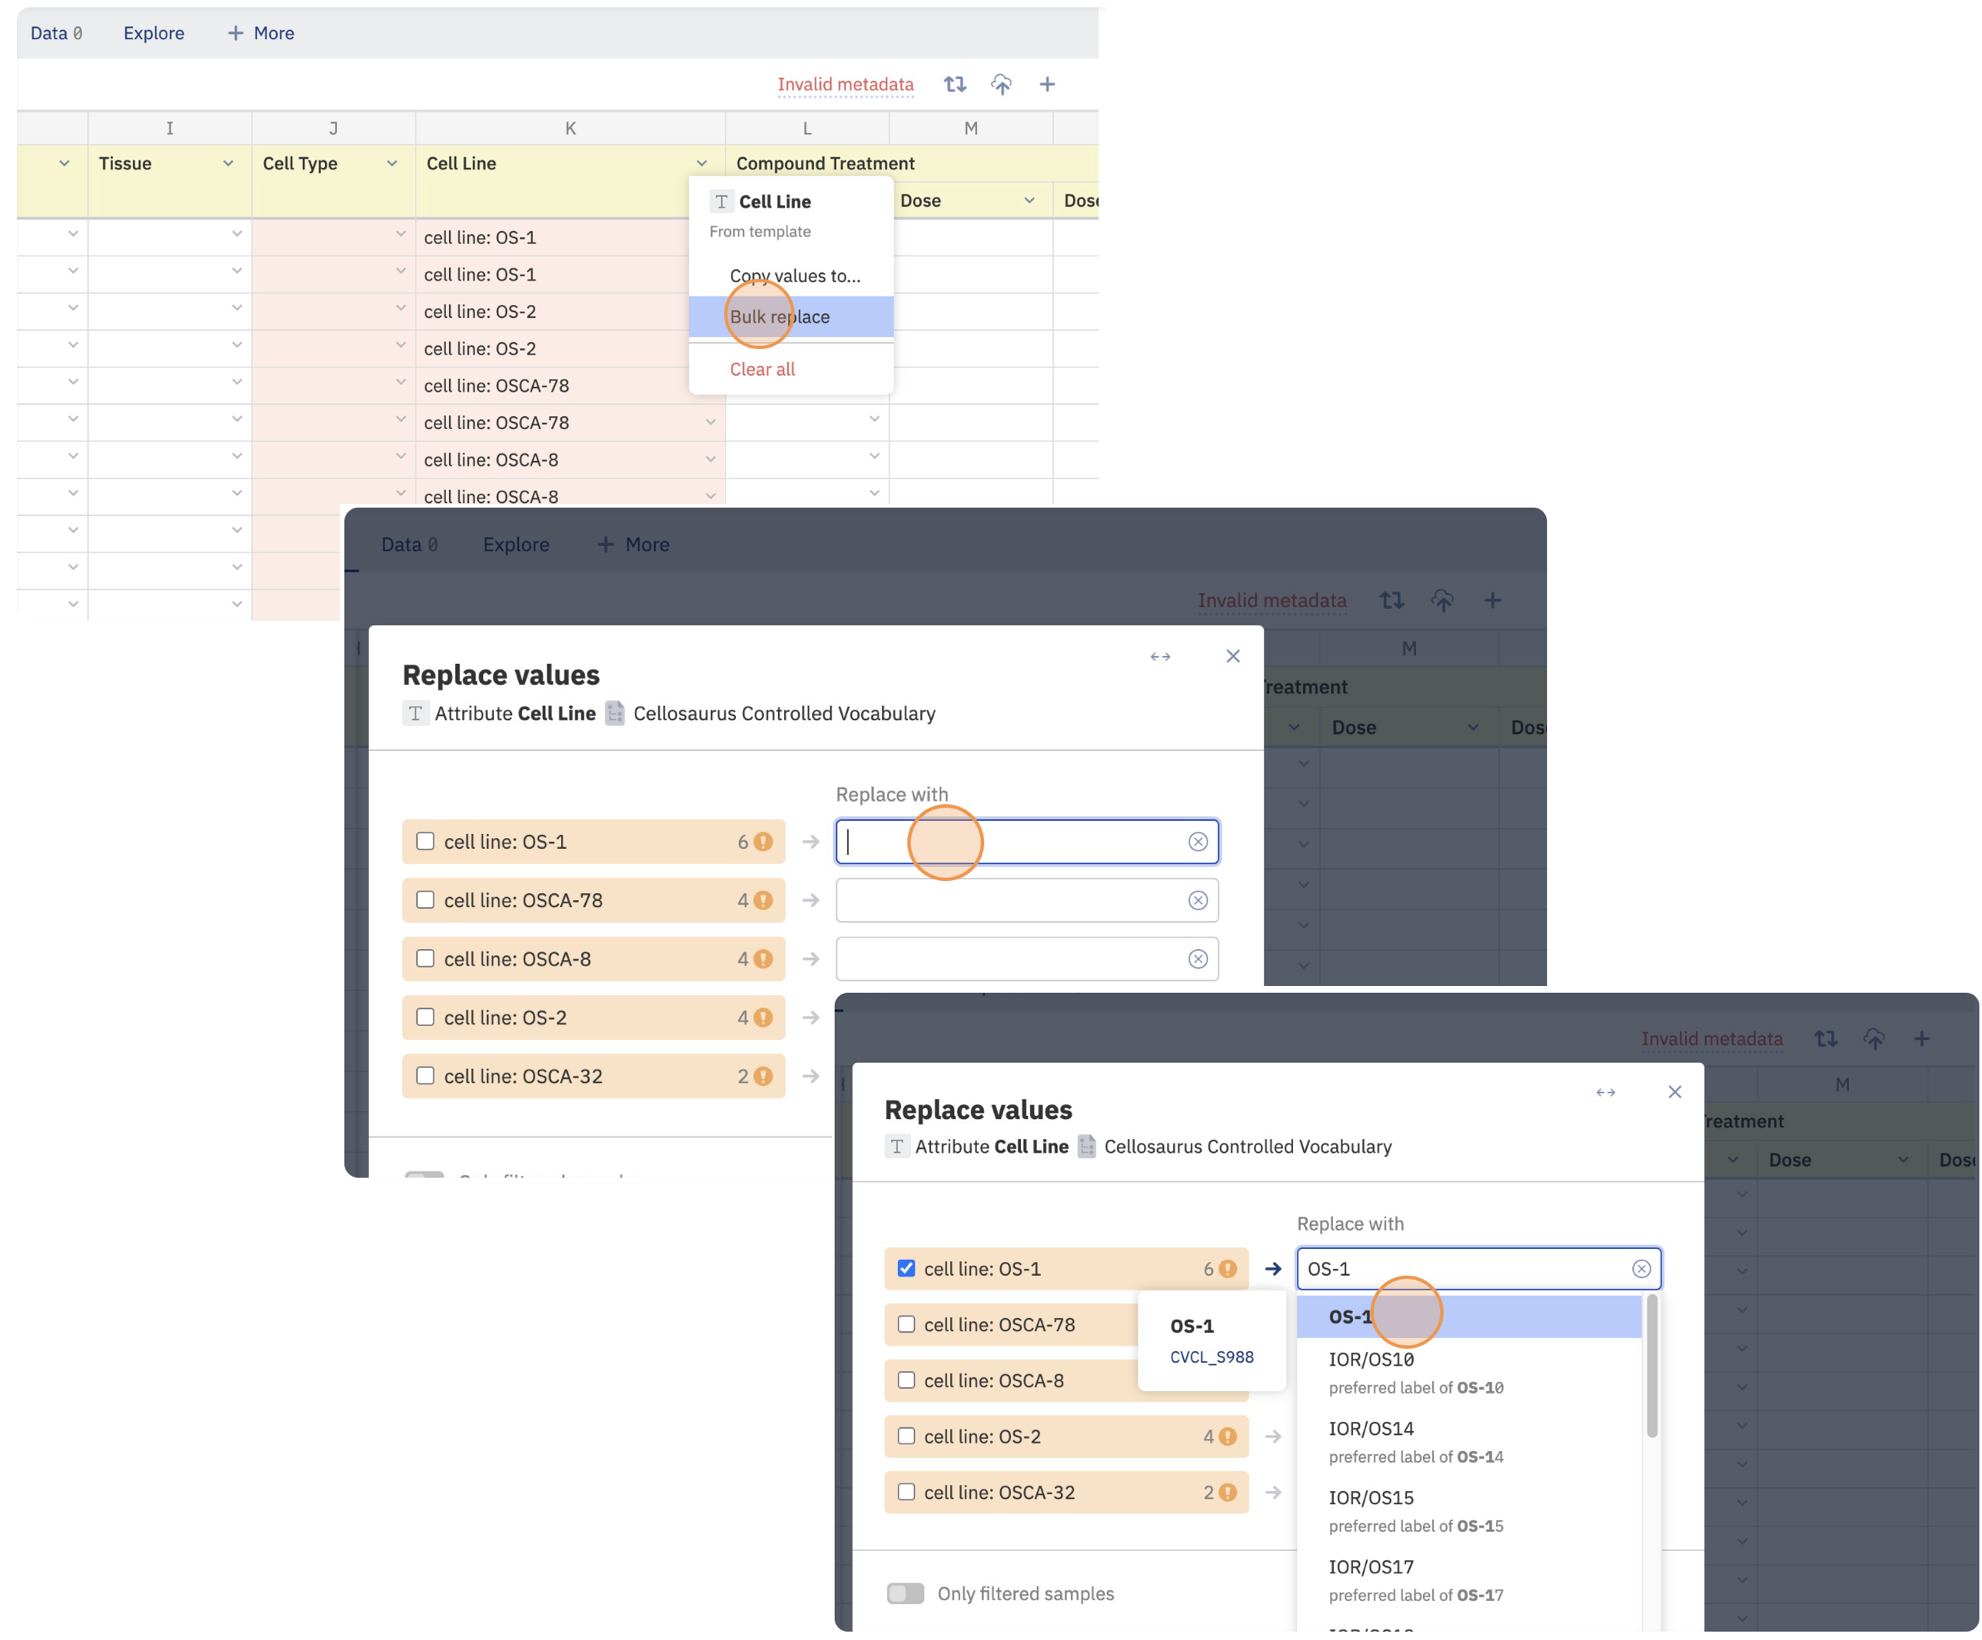 Data 0 Explore + More
Invalid metadata
I J K L M
Tissue Cell Type Cell Line Compound Treatment
Dose Dose
T Cell Line
From template
Copy values to...
Bulk replace
Clear all
cell line: OS-1
cell line: OS-1
cell line: OS-2
cell line: OS-2
cell line: OSCA-78
cell line: OSCA-78
cell line: OSCA-8
cell line: OSCA-8
Data 0 Explore + More
Invalid metadata
H M
Treatment
Dose Dose
Replace values
T Attribute Cell Line Cellosaurus Controlled Vocabulary
Replace with
cell line: OS-1 6
cell line: OSCA-78 4
cell line: OSCA-8 4
cell line: OS-2 4
cell line: OSCA-32 2
Invalid metadata
H M
Treatment
Dose Dose
Replace values
T Attribute Cell Line Cellosaurus Controlled Vocabulary
Replace with
cell line: OS-1 6 OS-1
cell line: OSCA-78
cell line: OSCA-8
cell line: OS-2 4
cell line: OSCA-32 2
OS-1
CVCL_S988
OS-1
IOR/OS10
preferred label of OS-10
IOR/OS14
preferred label of OS-14
IOR/OS15
preferred label of OS-15
IOR/OS17
preferred label of OS-17
Only filtered samples